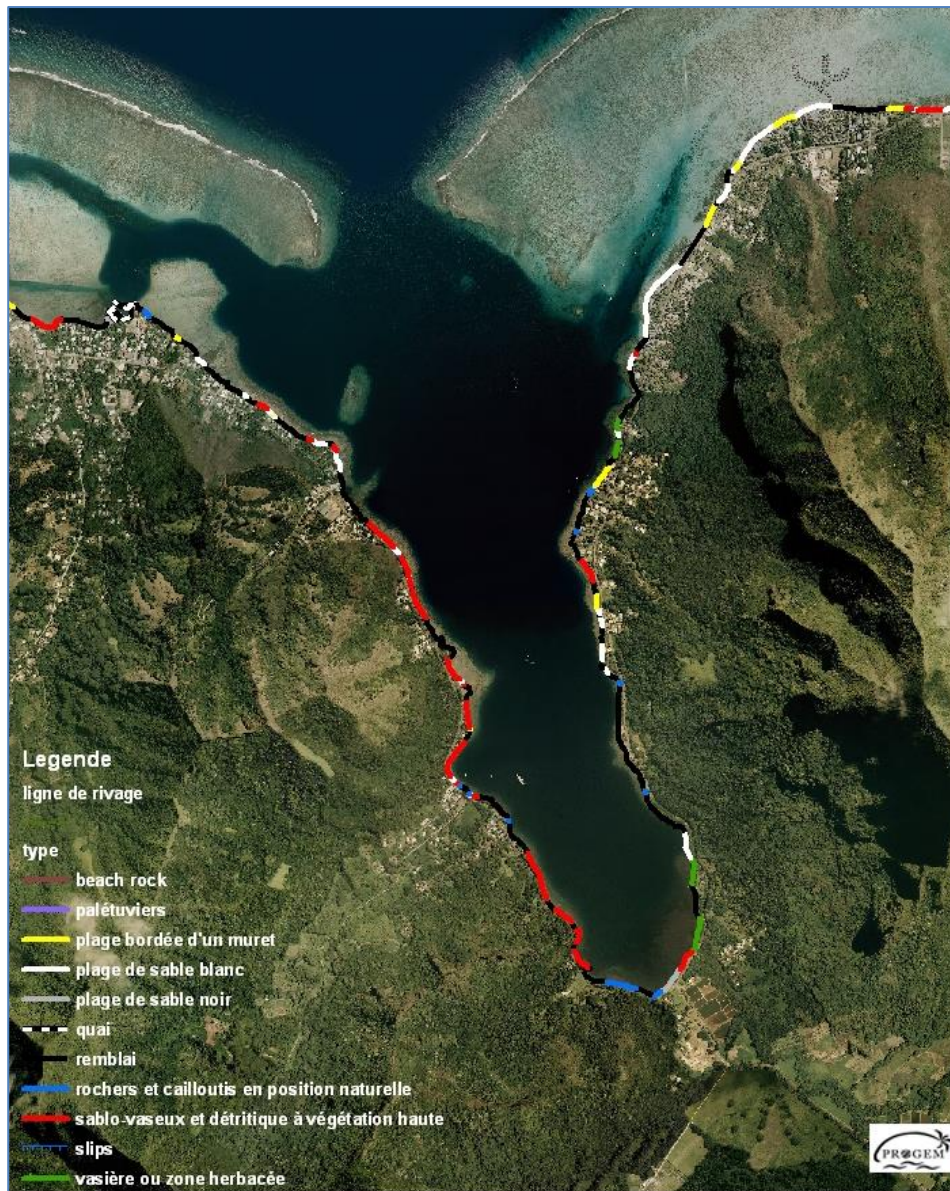 Legende
ligne de rivage
type
beach rock
palétuviers
plage bordée d'un muret
plage de sable blanc
plage de sable noir
quai
remblai
rochers et cailloutis en position naturelle
sablo-vaseux et détritique à végétation haute
slips
vasière ou zone herbacée
PROGEM